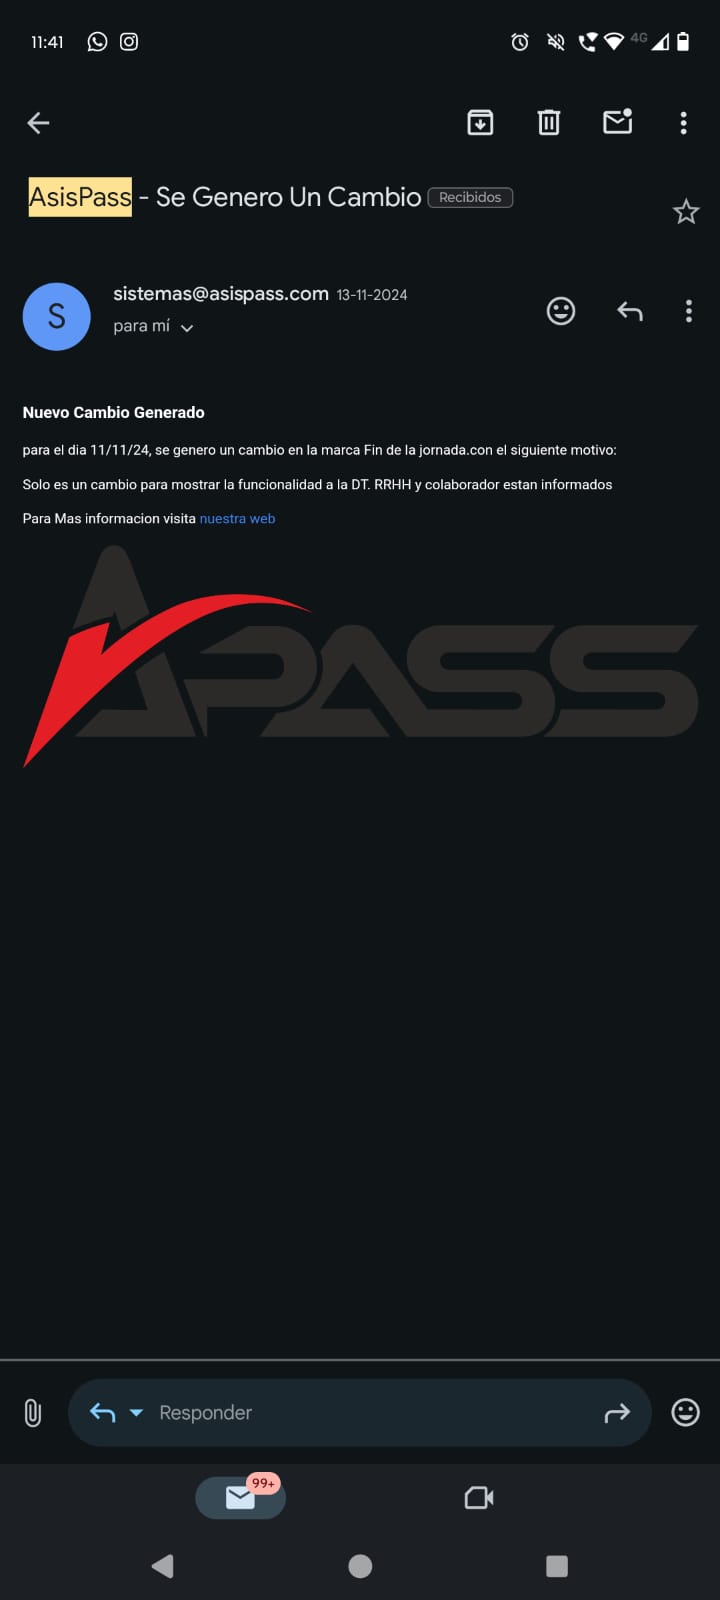 11:41
4G
AsisPass - Se Genero Un Cambio Recibidos
S
sistemas@asispass.com 13-11-2024
para mí
Nuevo Cambio Generado
para el dia 11/11/24, se genero un cambio en la marca Fin de la jornada.con el siguiente motivo:
Solo es un cambio para mostrar la funcionalidad a la DT. RRHH y colaborador estan informados
Para Mas informacion visita nuestra web
APASS
Responder
99+